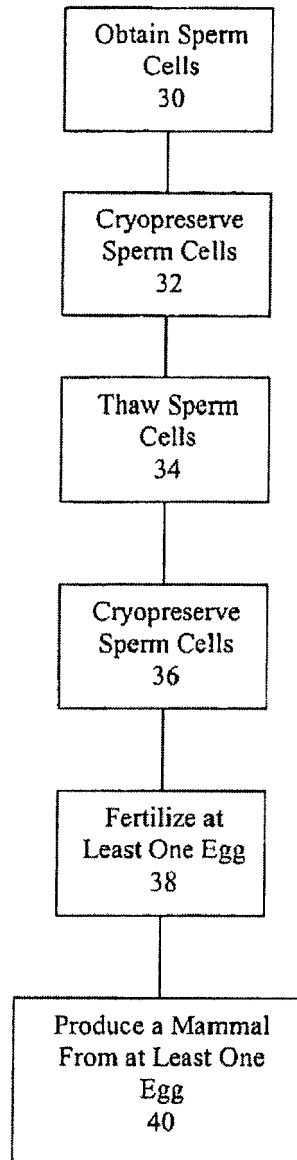 Obtain Sperm
Cells
30
Cryopreserve
Sperm Cells
32
Thaw Sperm
Cells
34
Cryopreserve
Sperm Cells
36
Fertilize at
Least One Egg
38
Produce a Mammal
From at Least One
Egg
40